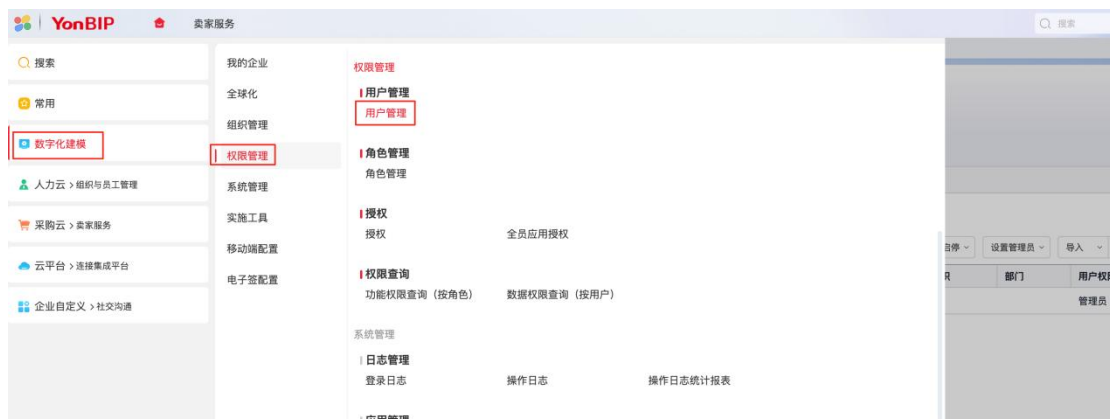 YonBIP 卖家服务 搜索
搜索
常用
数字化建模
人力云 > 组织与员工管理
采购云 > 卖家服务
云平台 > 连接集成平台
企业自定义 > 社交沟通
我的企业
全球化
组织管理
权限管理
系统管理
实施工具
移动端配置
电子签配置
权限管理
用户管理
用户管理
角色管理
角色管理
授权
授权 全员应用授权
权限查询
功能权限查询（按角色） 数据权限查询（按用户）
系统管理
日志管理
登录日志 操作日志 操作日志统计报表
设置管理员 导入
部门 用户权
管理员